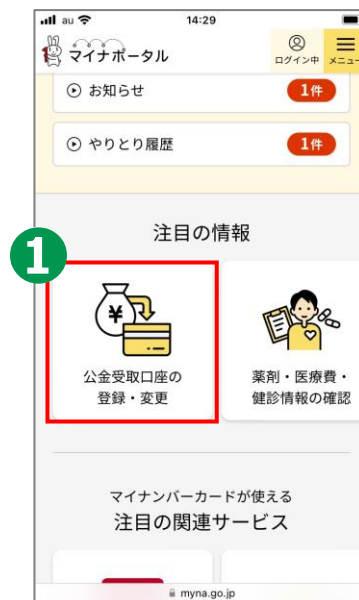 au 14:29
マイナポータル
ログイン中 メニュー
お知らせ 1件
やりとり履歴 1件
注目の情報
1
¥
公金受取口座の
登録・変更
薬剤・医療費・
健診情報の確認
マイナンバーカードが使える
注目の関連サービス
myna.go.jp